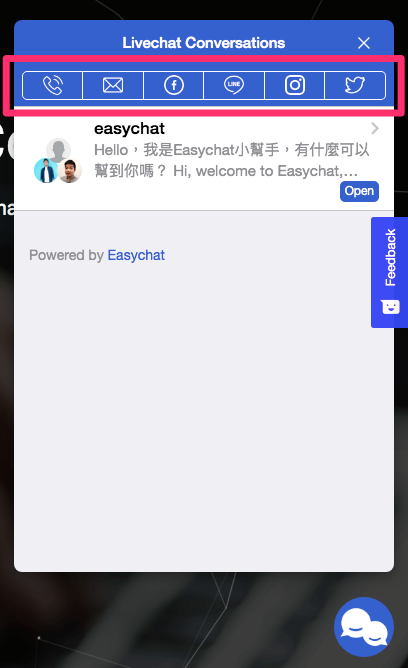 Livechat Conversations
LINE
easychat
Hello，我是Easychat小幫手，有什麼可以
幫到你嗎？ Hi, welcome to Easychat,...
Open
Feedback
Powered by Easychat